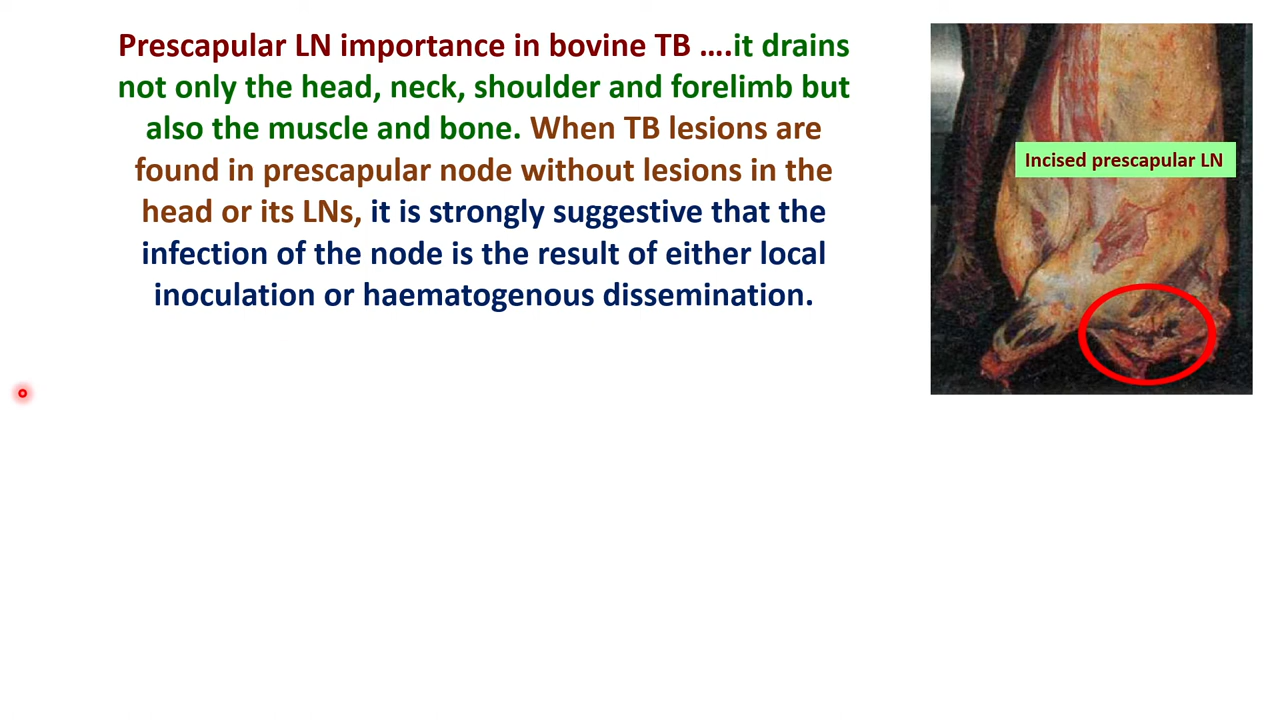 Prescapular LN importance in bovine TB ….it drains
not only the head, neck, shoulder and forelimb but
also the muscle and bone. When TB lesions are
found in prescapular node without lesions in the
head or its LNs, it is strongly suggestive that the
infection of the node is the result of either local
inoculation or haematogenous dissemination.
Incised prescapular LN